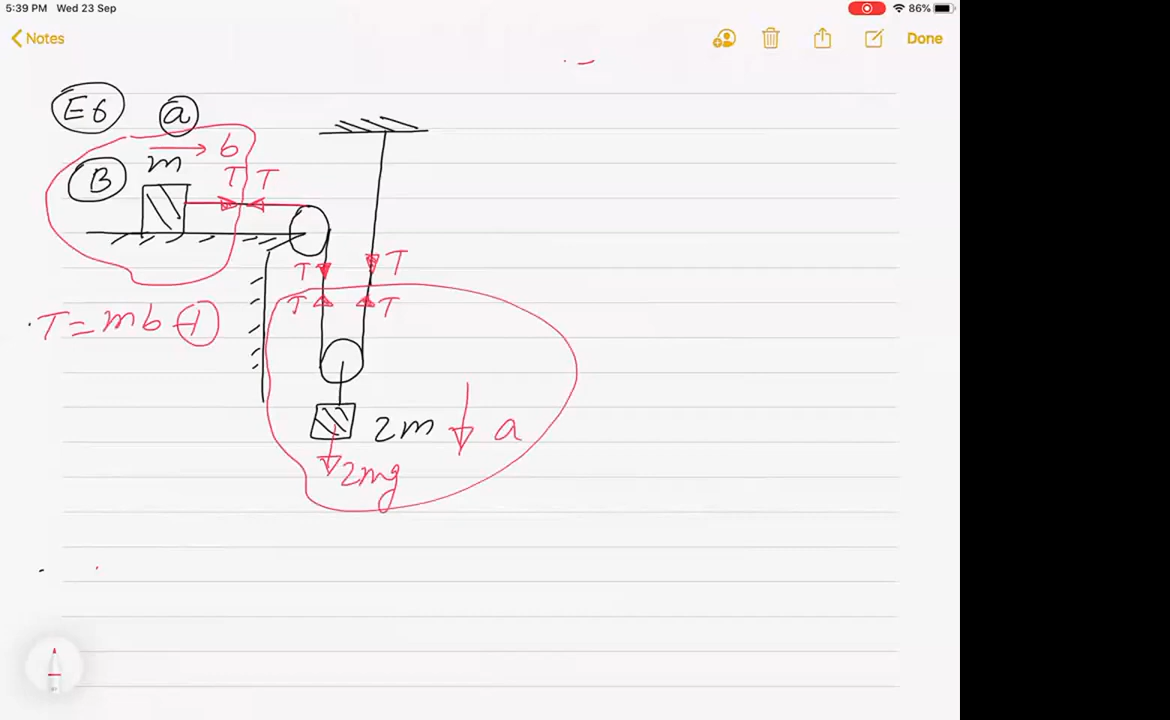 5:39 PM Wed 23 Sep
86%
Notes
Done
E6 a
b
B m
T T
T T
T T
T = mb 1
2m a
2mg